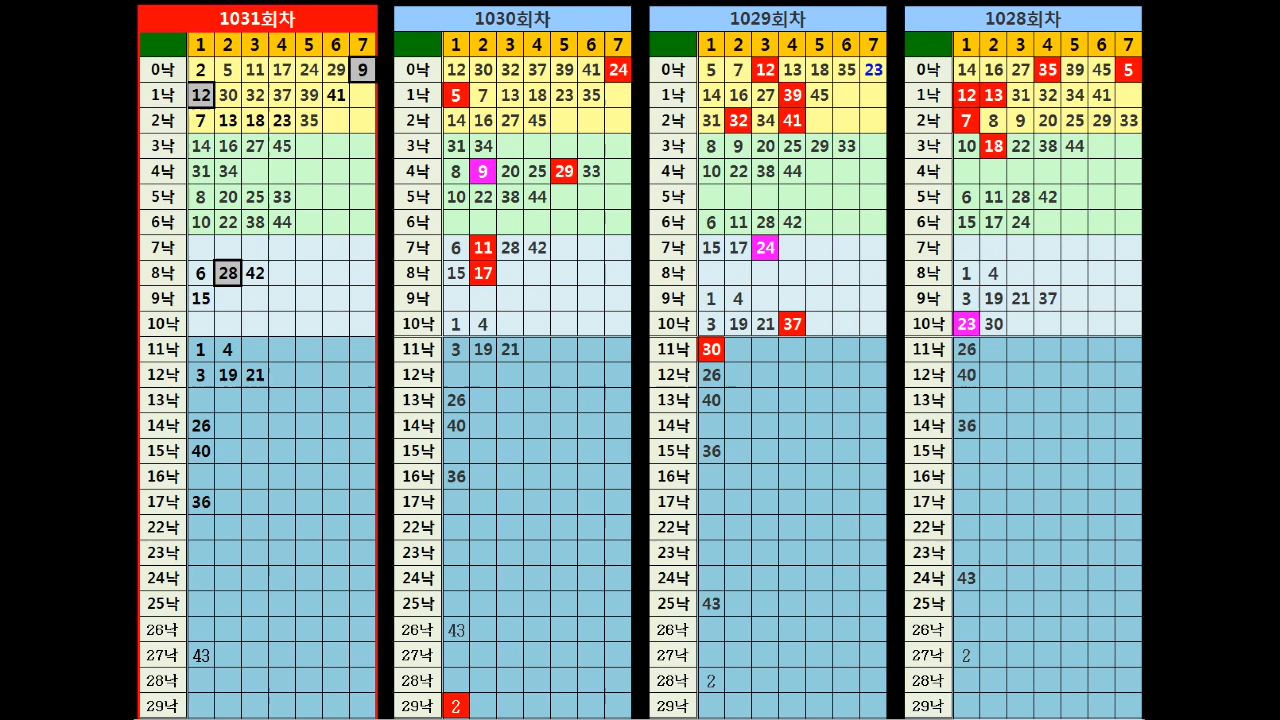 1031회차 1030회차 1029회차 1028회차
1 2 3 4 5 6 7 1 2 3 4 5 6 7 1 2 3 4 5 6 7 1 2 3 4 5 6 7
0낙 2 5 11 17 24 29 9 0낙 12 30 32 37 39 41 24 0낙 5 7 12 13 18 35 23 0낙 14 16 27 35 39 45 5
1낙 12 30 32 37 39 41 1낙 5 7 13 18 23 35 1낙 14 16 27 39 45 1낙 12 13 31 32 34 41
2낙 7 13 18 23 35 2낙 14 16 27 45 2낙 31 32 34 41 2낙 7 8 9 20 25 29 33
3낙 14 16 27 45 3낙 31 34 3낙 8 9 20 25 29 33 3낙 10 18 22 38 44
4낙 31 34 4낙 8 9 20 25 29 33 4낙 10 22 38 44 4낙
5낙 8 20 25 33 5낙 10 22 38 44 5낙 5낙 6 11 28 42
6낙 10 22 38 44 6낙 6낙 6 11 28 42 6낙 15 17 24
7낙 7낙 6 11 28 42 7낙 15 17 24 7낙
8낙 6 28 42 8낙 15 17 8낙 8낙 1 4
9낙 15 9낙 9낙 1 4 9낙 3 19 21 37
10낙 10낙 1 4 10낙 3 19 21 37 10낙 23 30
11낙 1 4 11낙 3 19 21 11낙 30 11낙 26
12낙 3 19 21 12낙 12낙 26 12낙 40
13낙 13낙 26 13낙 40 13낙
14낙 26 14낙 40 14낙 14낙 36
15낙 40 15낙 15낙 36 15낙
16낙 16낙 36 16낙 16낙
17낙 36 17낙 17낙 17낙
22낙 22낙 22낙 22낙
23낙 23낙 23낙 23낙
24낙 24낙 24낙 24낙 43
25낙 25낙 25낙 43 25낙
26낙 26낙 43 26낙 26낙
27낙 43 27낙 27낙 27낙 2
28낙 28낙 28낙 2 28낙
29낙 29낙 2 29낙 29낙